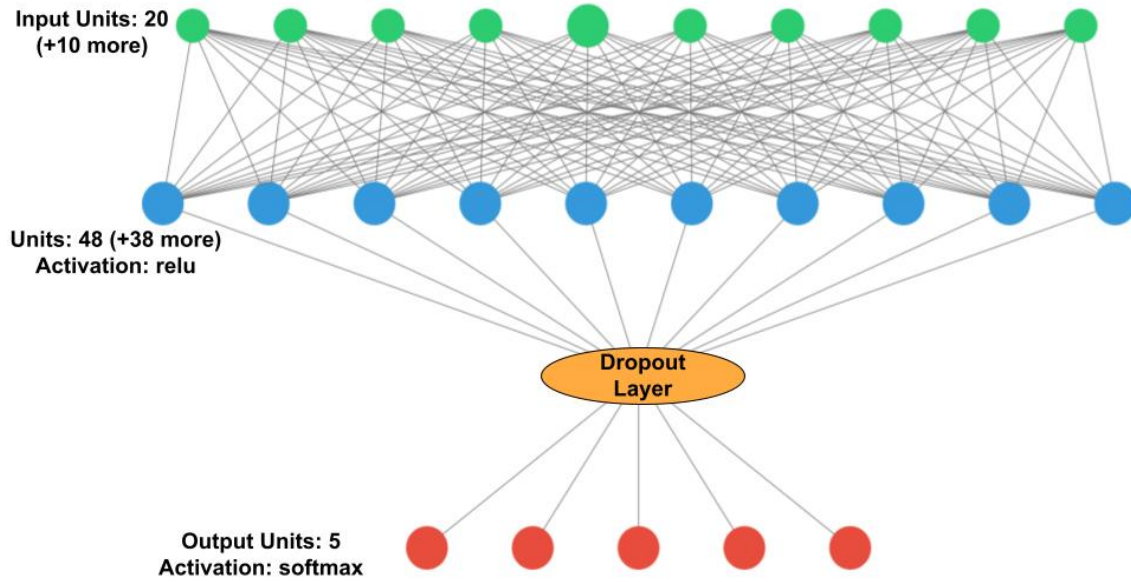 Input Units: 20
(+10 more)
Units: 48 (+38 more)
Activation: relu
Dropout
Layer
Output Units: 5
Activation: softmax